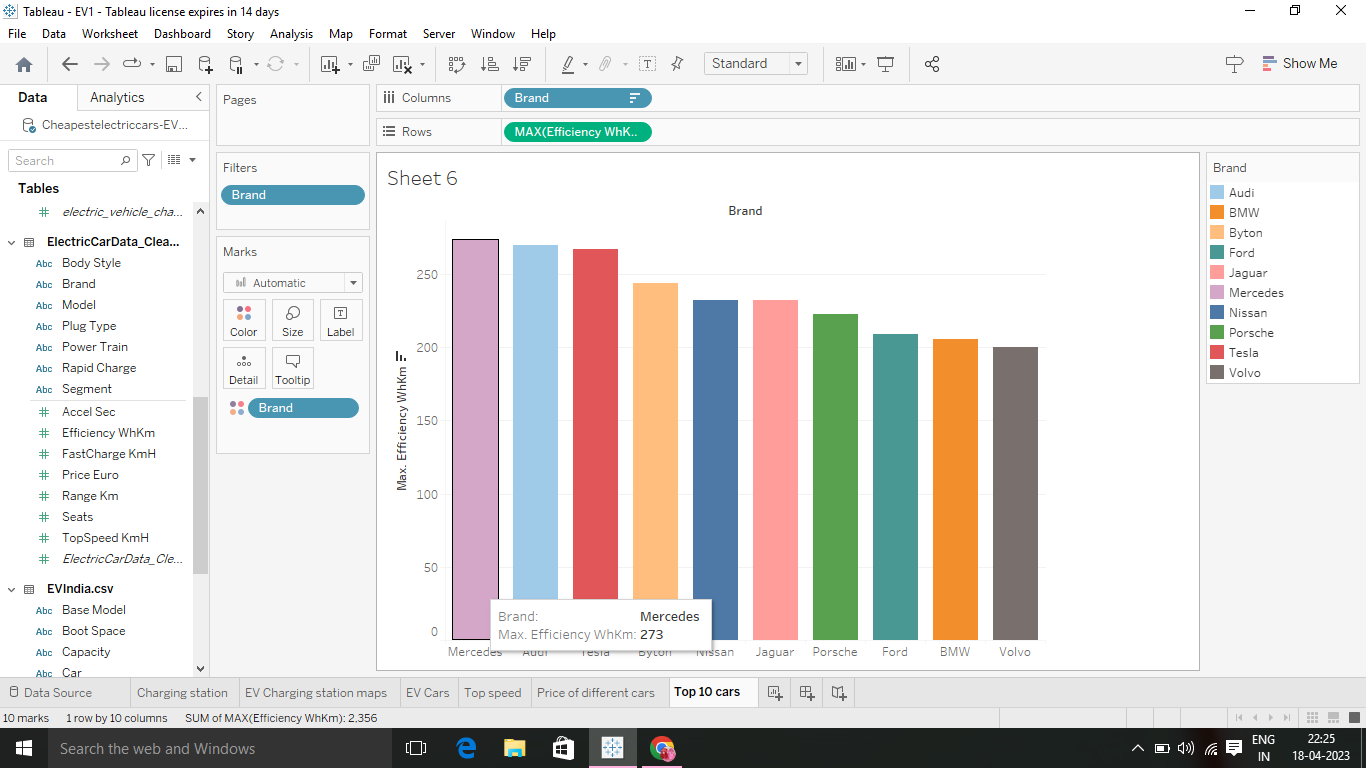 Tableau - EV1 - Tableau license expires in 14 days
File Data Worksheet Dashboard Story Analysis Map Format Server Window Help
Standard
Show Me
Data Analytics
Cheapestelectriccars-EV...
Search
Tables
electric_vehicle_cha...
ElectricCarData_Clea...
Abc Body Style
Abc Brand
Abc Model
Abc Plug Type
Abc Power Train
Abc Rapid Charge
Abc Segment
# Accel Sec
# Efficiency WhKm
# FastCharge KmH
# Price Euro
# Range Km
# Seats
# TopSpeed KmH
# ElectricCarData_Cle...
EVIndia.csv
Abc Base Model
Abc Boot Space
Abc Capacity
Abc Car
Pages
Filters
Brand
Marks
Automatic
Color Size Label
Detail Tooltip
Brand
Columns Brand
Rows MAX(Efficiency WhK..
Sheet 6
Brand
Max. Efficiency WhKm
250
200
150
100
50
0
Brand: Mercedes
Max. Efficiency WhKm: 273
Mercedes Audi Tesla Byton Nissan Jaguar Porsche Ford BMW Volvo
Brand
Audi
BMW
Byton
Ford
Jaguar
Mercedes
Nissan
Porsche
Tesla
Volvo
Data Source Charging station EV Charging station maps EV Cars Top speed Price of different cars Top 10 cars
10 marks 1 row by 10 columns SUM of MAX(Efficiency WhKm): 2,356
Search the web and Windows
ENG
IN
22:25
18-04-2023